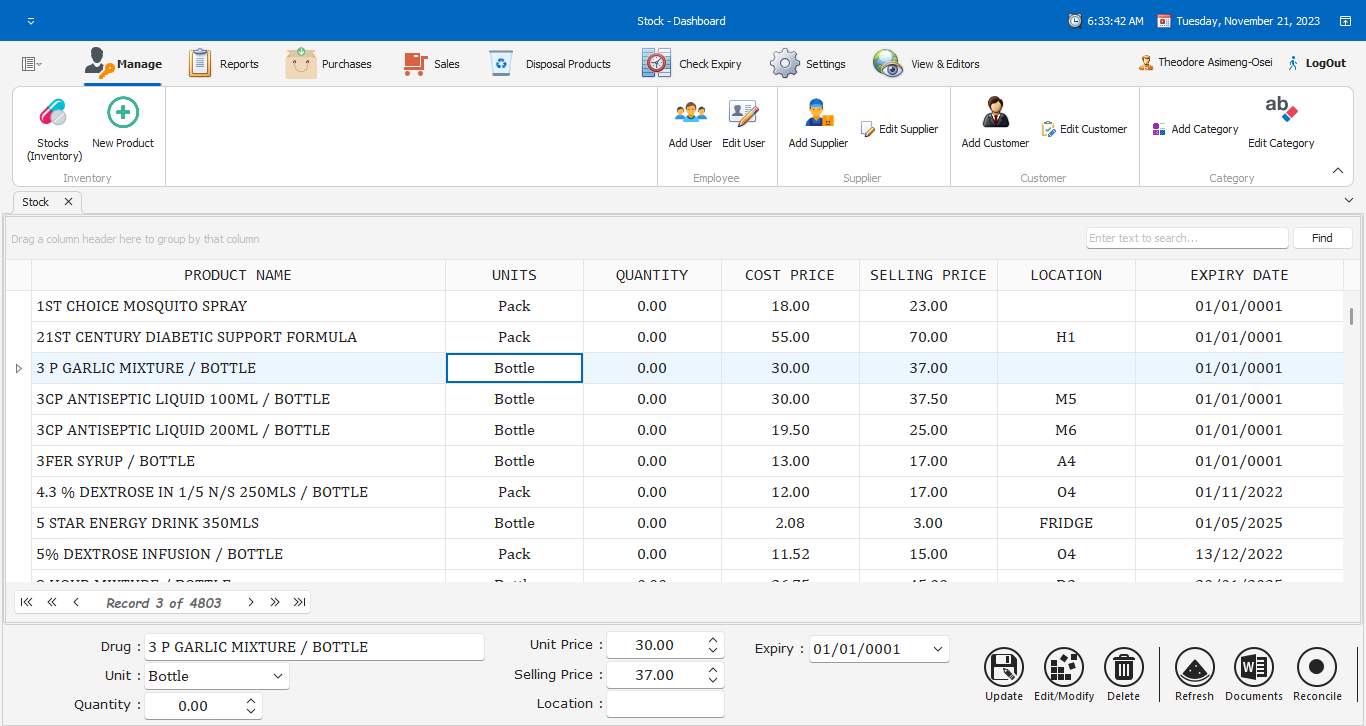 Stock - Dashboard
6:33:42 AM
Tuesday, November 21, 2023
Manage
Reports
Purchases
Sales
Disposal Products
Check Expiry
Settings
View & Editors
Theodore Asimeng-Osei
LogOut
Stocks
(Inventory)
New Product
Inventory
Add User
Edit User
Employee
Add Supplier
Edit Supplier
Supplier
Add Customer
Edit Customer
Customer
Add Category
ab
Edit Category
Category
Stock
Drag a column header here to group by that column
Enter text to search...
Find
PRODUCT NAME UNITS QUANTITY COST PRICE SELLING PRICE LOCATION EXPIRY DATE
1ST CHOICE MOSQUITO SPRAY Pack 0.00 18.00 23.00 01/01/0001
21ST CENTURY DIABETIC SUPPORT FORMULA Pack 0.00 55.00 70.00 H1 01/01/0001
3 P GARLIC MIXTURE / BOTTLE Bottle 0.00 30.00 37.00 01/01/0001
3CP ANTISEPTIC LIQUID 100ML / BOTTLE Bottle 0.00 30.00 37.50 M5 01/01/0001
3CP ANTISEPTIC LIQUID 200ML / BOTTLE Bottle 0.00 19.50 25.00 M6 01/01/0001
3FER SYRUP / BOTTLE Bottle 0.00 13.00 17.00 A4 01/01/0001
4.3 % DEXTROSE IN 1/5 N/S 250MLS / BOTTLE Pack 0.00 12.00 17.00 O4 01/11/2022
5 STAR ENERGY DRINK 350MLS Bottle 0.00 2.08 3.00 FRIDGE 01/05/2025
5% DEXTROSE INFUSION / BOTTLE Pack 0.00 11.52 15.00 O4 13/12/2022
Record 3 of 4803
Drug : 3 P GARLIC MIXTURE / BOTTLE
Unit : Bottle
Quantity : 0.00
Unit Price : 30.00
Selling Price : 37.00
Location :
Expiry : 01/01/0001
Update
Edit/Modify
Delete
Refresh
Documents
Reconcile